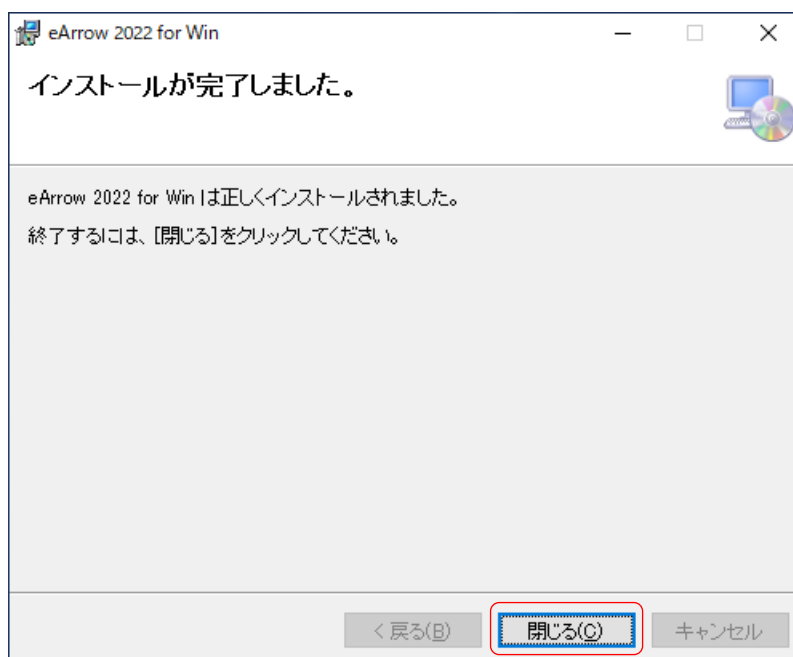 eArrow 2022 for Win
インストールが完了しました。
eArrow 2022 for Win は正しくインストールされました。
終了するには、[閉じる]をクリックしてください。
< 戻る(B) 閉じる(C) キャンセル